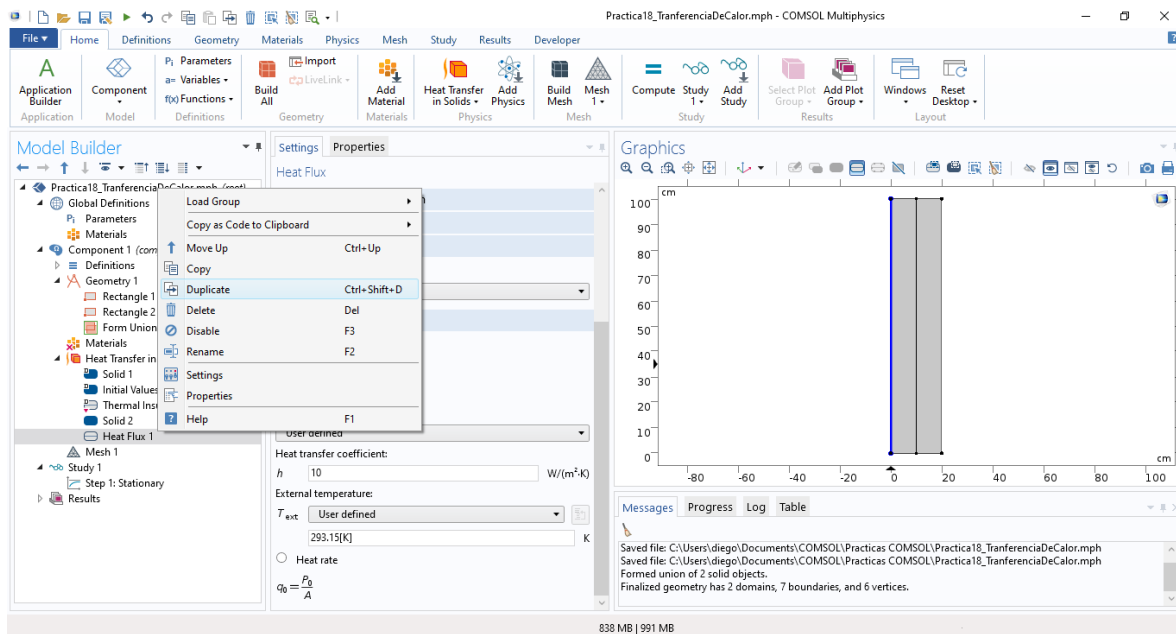 Practica18_TranferenciaDeCalor.mph - COMSOL Multiphysics
File Home Definitions Geometry Materials Physics Mesh Study Results Developer
Application Builder
Component
Pi Parameters
a= Variables
f(x) Functions
Build All
Import
LiveLink
Add Material
Heat Transfer in Solids
Add Physics
Build Mesh
Mesh 1
Compute
Study 1
Add Study
Select Plot Group
Add Plot Group
Windows
Reset Desktop
Application Model Definitions Geometry Materials Physics Mesh Study Results Layout
Model Builder
Practica18_TranferenciaDeCalor.mph (root)
Global Definitions
Pi Parameters
Materials
Component 1 (com
Definitions
Geometry 1
Rectangle 1
Rectangle 2
Form Union
Materials
Heat Transfer in
Solid 1
Initial Values
Thermal Ins
Solid 2
Heat Flux 1
Mesh 1
Study 1
Step 1: Stationary
Results
Load Group
Copy as Code to Clipboard
Move Up Ctrl+Up
Copy
Duplicate Ctrl+Shift+D
Delete Del
Disable F3
Rename F2
Settings
Properties
Help F1
Settings Properties
Heat Flux
User defined
Heat transfer coefficient:
h 10 W/(m²·K)
External temperature:
Text User defined
293.15[K] K
Heat rate
q0 = P0/A
Graphics
cm
100
90
80
70
60
50
40
30
20
10
0
cm
-80 -60 -40 -20 0 20 40 60 80 100
Messages Progress Log Table
Saved file: C:\Users\diego\Documents\COMSOL\Practicas COMSOL\Practica18_TranferenciaDeCalor.mph
Saved file: C:\Users\diego\Documents\COMSOL\Practicas COMSOL\Practica18_TranferenciaDeCalor.mph
Formed union of 2 solid objects.
Finalized geometry has 2 domains, 7 boundaries, and 6 vertices.
838 MB | 991 MB